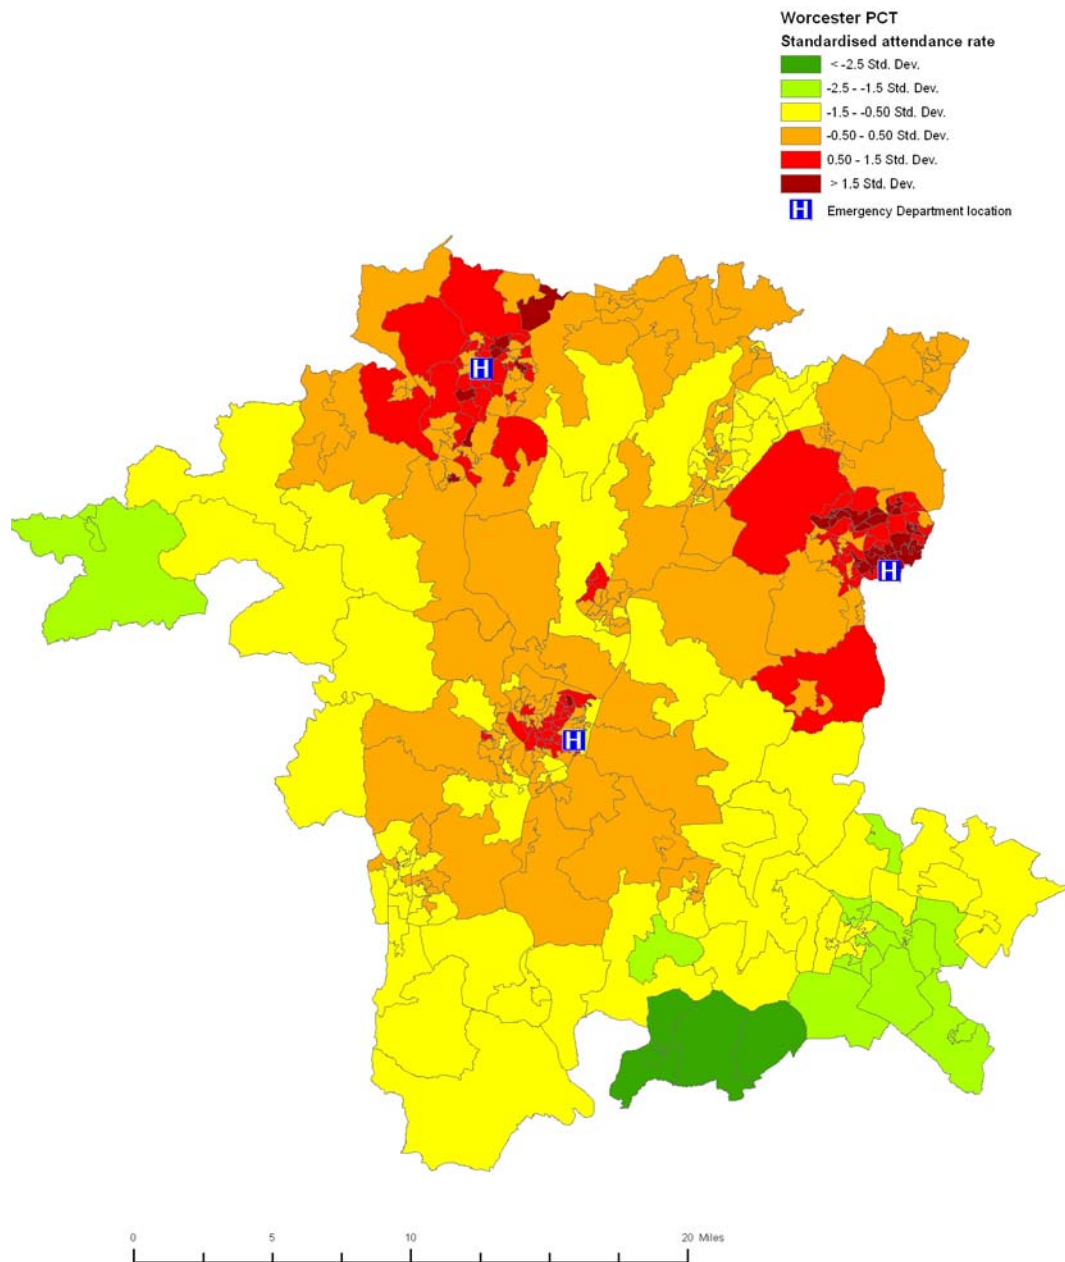 Worcester PCT
Standardised attendance rate
< -2.5 Std. Dev.
-2.5 - -1.5 Std. Dev.
-1.5 - -0.50 Std. Dev.
-0.50 - 0.50 Std. Dev.
0.50 - 1.5 Std. Dev.
> 1.5 Std. Dev.
H Emergency Department location
H
H
H
0 5 10 20 Miles